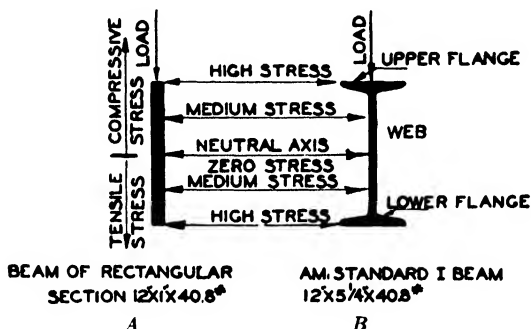 COMPRESSIVE
STRESS
LOAD
TENSILE
STRESS
HIGH STRESS
MEDIUM STRESS
NEUTRAL AXIS
ZERO STRESS
MEDIUM STRESS
HIGH STRESS
LOAD
UPPER FLANGE
WEB
LOWER FLANGE
BEAM OF RECTANGULAR
SECTION 12"X1"X40.8#
A
AM. STANDARD I BEAM
12"X5 1/4"X40.8#
B